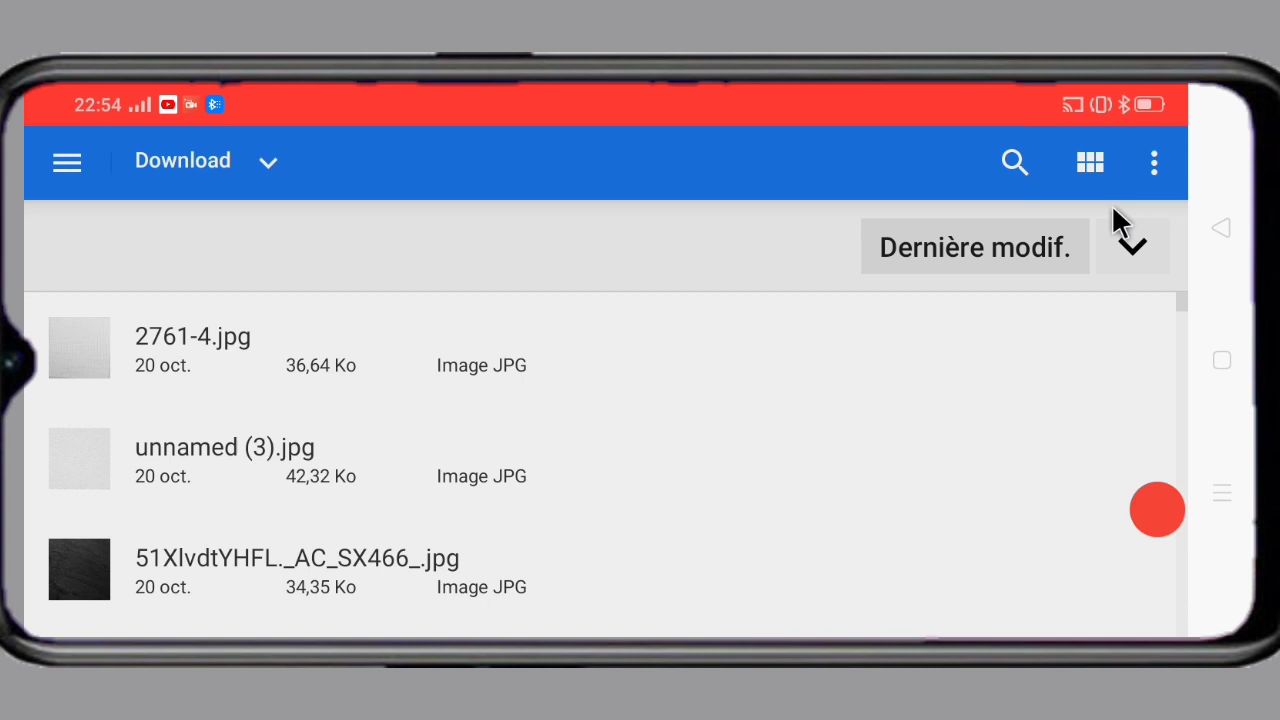 22:54
Download
Dernière modif.
2761-4.jpg
20 oct. 36,64 Ko Image JPG
unnamed (3).jpg
20 oct. 42,32 Ko Image JPG
51XlvdtYHFL._AC_SX466_.jpg
20 oct. 34,35 Ko Image JPG